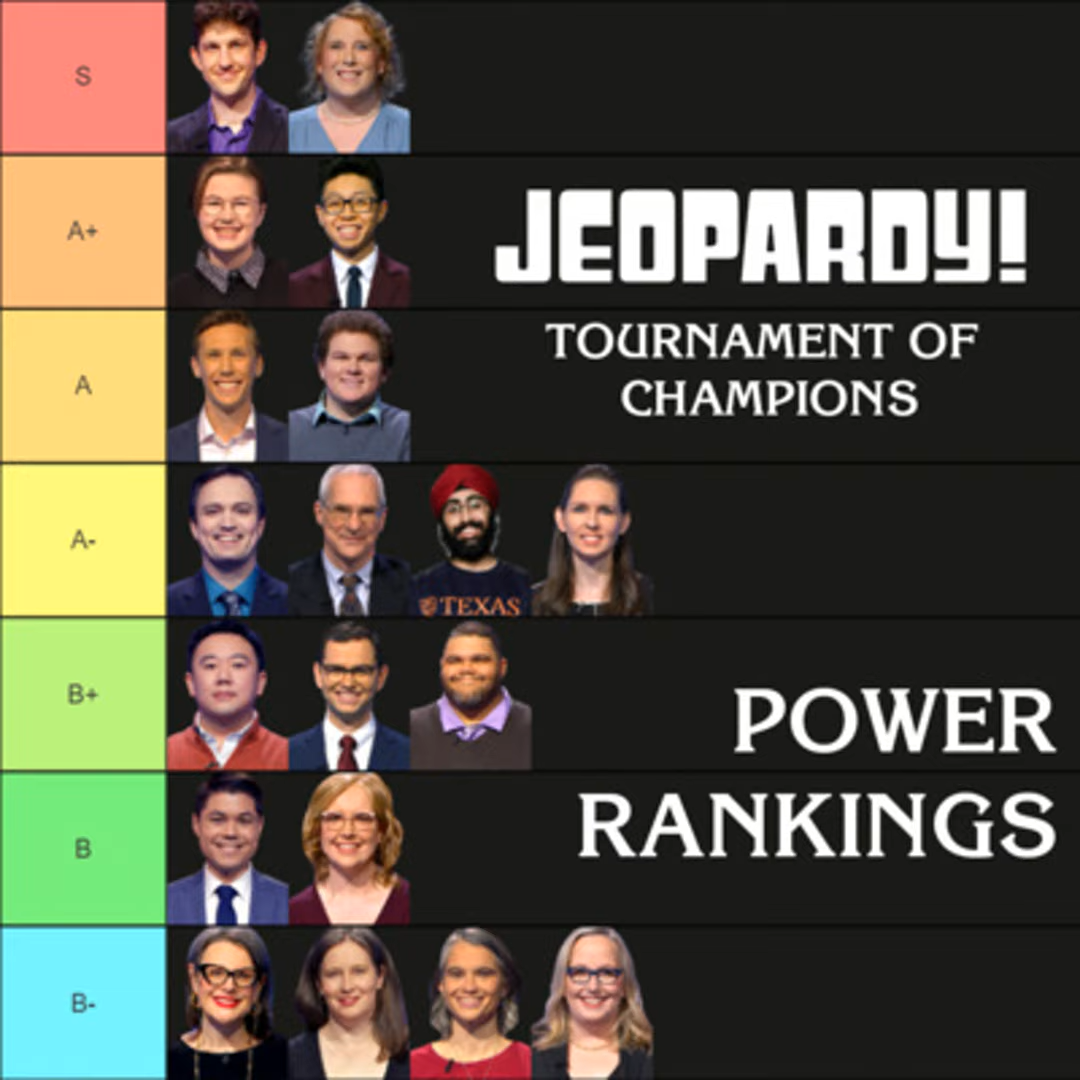 S
A+
JEOPARDY!
A
TOURNAMENT OF
CHAMPIONS
A-
TEXAS
B+
POWER
B
RANKINGS
B-